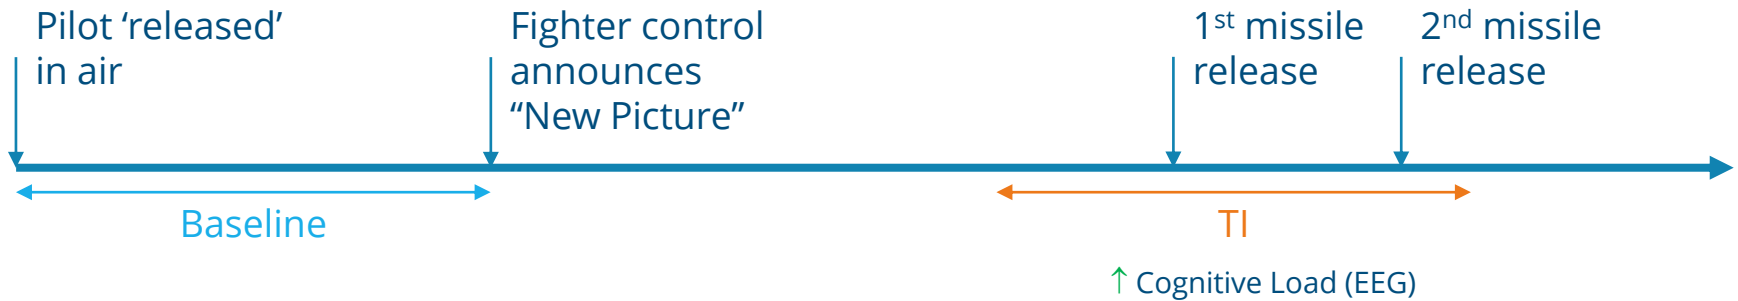 Pilot ‘released’
in air
Fighter control
announces
“New Picture”
1st missile
release
2nd missile
release
Baseline
TI
↑ Cognitive Load (EEG)